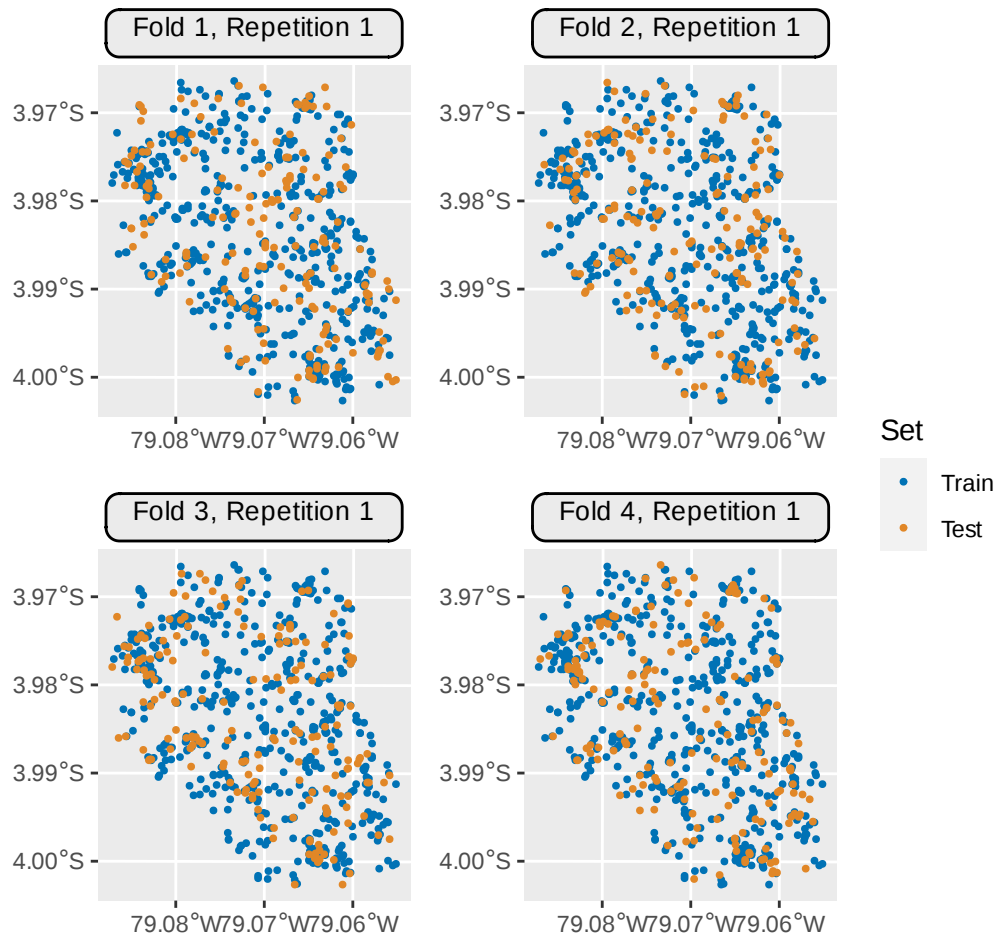 Fold 1, Repetition 1
Fold 2, Repetition 1
3.97°S
3.98°S
3.99°S
4.00°S
79.08°W79.07°W79.06°W
3.97°S
3.98°S
3.99°S
4.00°S
79.08°W79.07°W79.06°W
Set
Train
Test
Fold 3, Repetition 1
Fold 4, Repetition 1
3.97°S
3.98°S
3.99°S
4.00°S
79.08°W79.07°W79.06°W
3.97°S
3.98°S
3.99°S
4.00°S
79.08°W79.07°W79.06°W